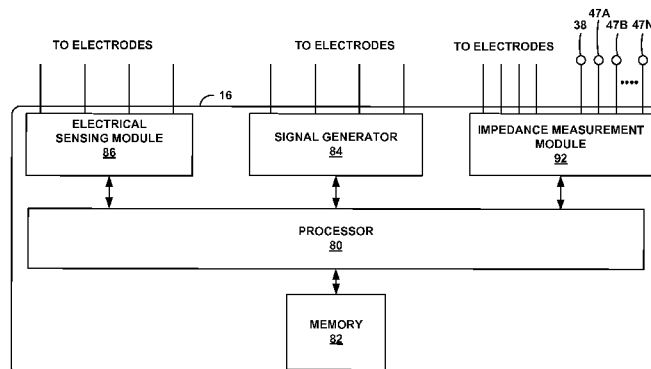 47A
38
47B
47N
TO ELECTRODES
TO ELECTRODES
TO ELECTRODES
16
ELECTRICAL
SENSING MODULE
86
SIGNAL GENERATOR
84
IMPEDANCE MEASUREMENT
MODULE
92
PROCESSOR
80
MEMORY
82